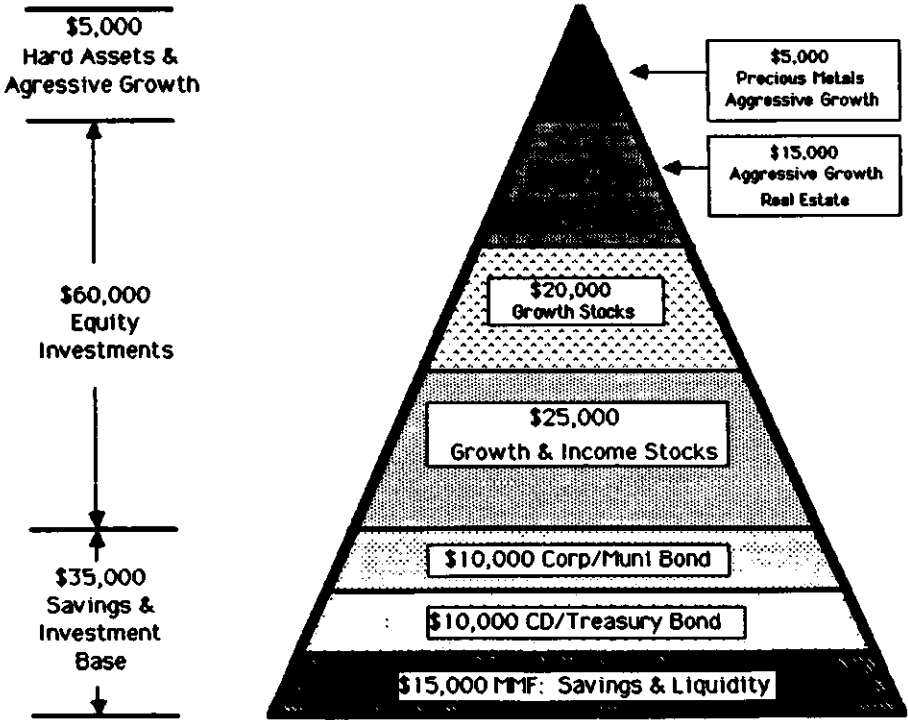 $5,000
Hard Assets &
Agressive Growth
$60,000
Equity
Investments
$35,000
Savings &
Investment
Base
$5,000
Precious Metals
Aggressive Growth
$15,000
Aggressive Growth
Real Estate
$20,000
Growth Stocks
$25,000
Growth & Income Stocks
$10,000 Corp/Muni Bond
$10,000 CD/Treasury Bond
$15,000 MMF: Savings & Liquidity